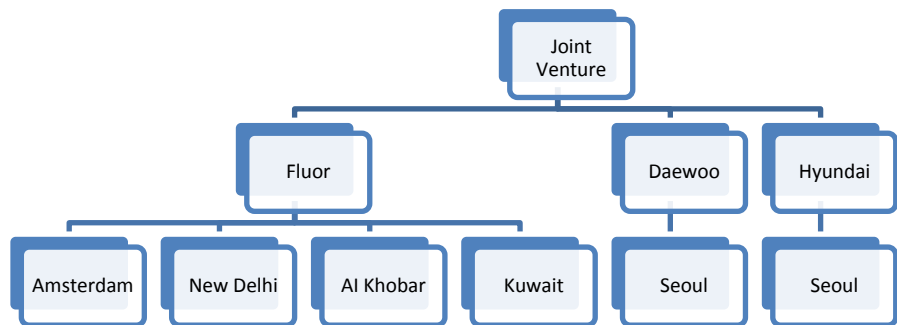 Joint
Venture
Fluor
Daewoo
Hyundai
Amsterdam
New Delhi
Al Khobar
Kuwait
Seoul
Seoul